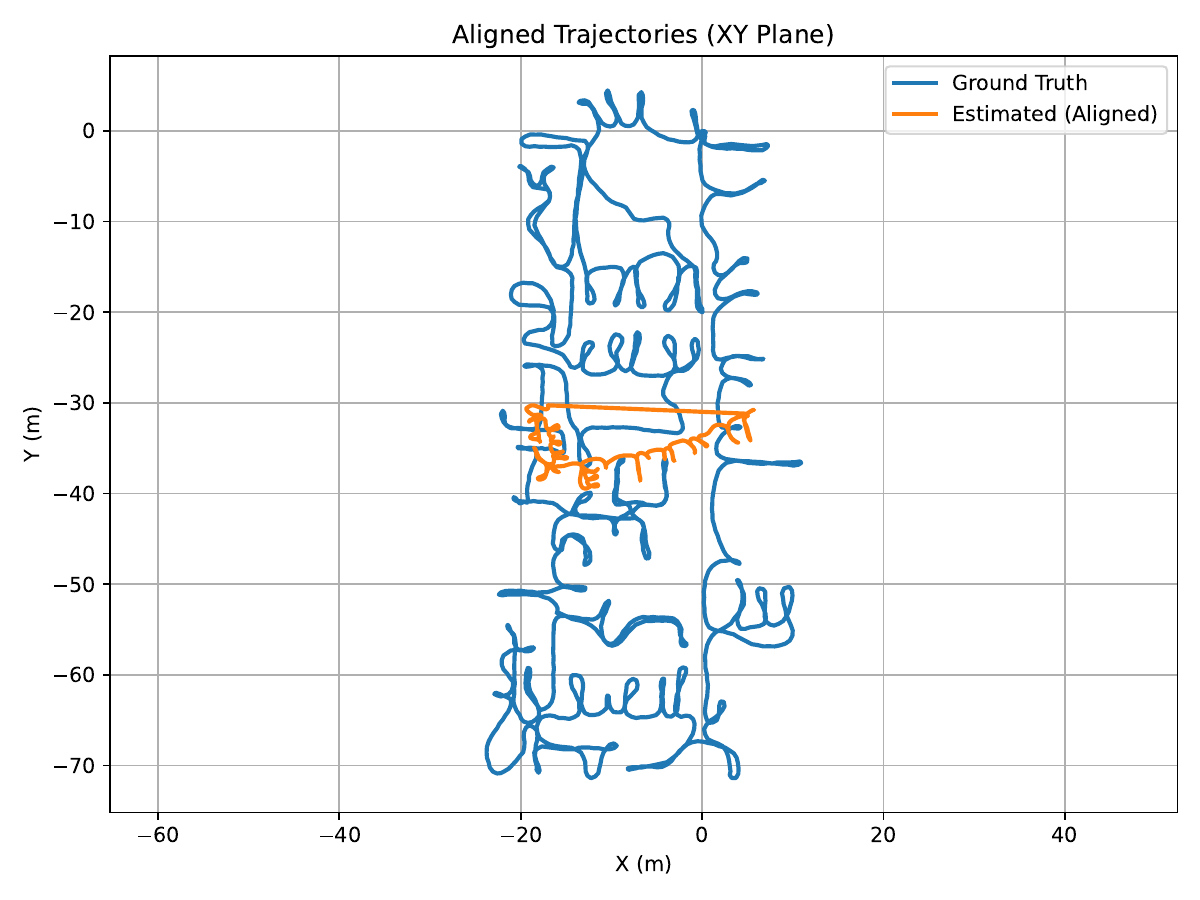 Aligned Trajectories (XY Plane)
Ground Truth
Estimated (Aligned)
0
−10
−20
−30
−40
−50
−60
−70
Y (m)
−60
−40
−20
0
20
40
X (m)